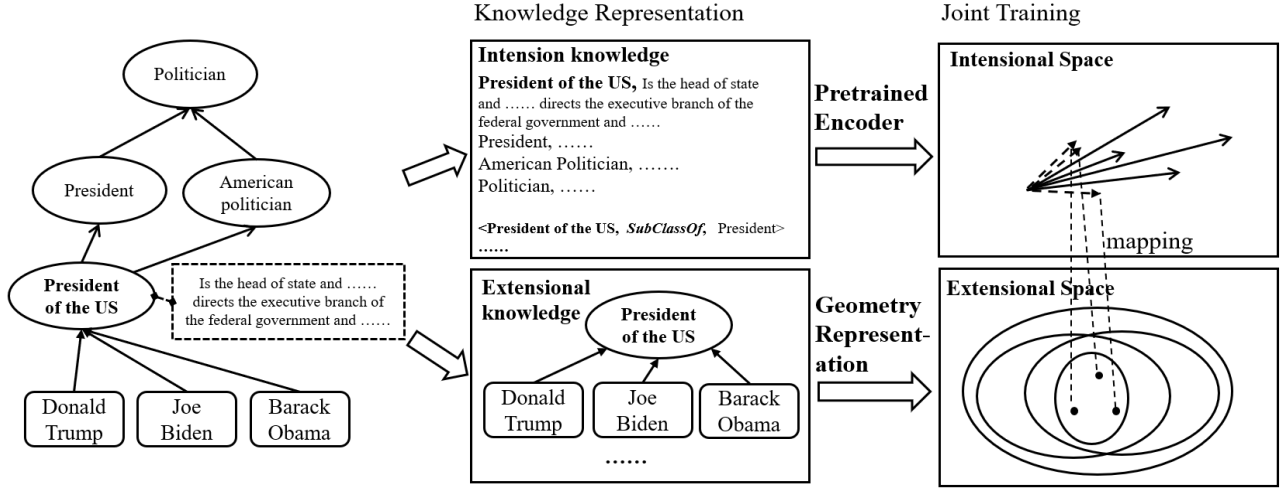 Knowledge Representation
Joint Training
Politician
President
American
politician
President
of the US
Is the head of state and ……
directs the executive branch of
the federal government and ……
Donald
Trump
Joe
Biden
Barack
Obama
Intension knowledge
President of the US, Is the head of state
and …… directs the executive branch of the
federal government and ……
President, ……
American Politician, …….
Politician, ……
<President of the US, SubClassOf, President>
……
Extensional
knowledge
President
of the US
Donald
Trump
Joe
Biden
Barack
Obama
……
Pretrained
Encoder
Geometry
Represent-
ation
Intensional Space
mapping
Extensional Space